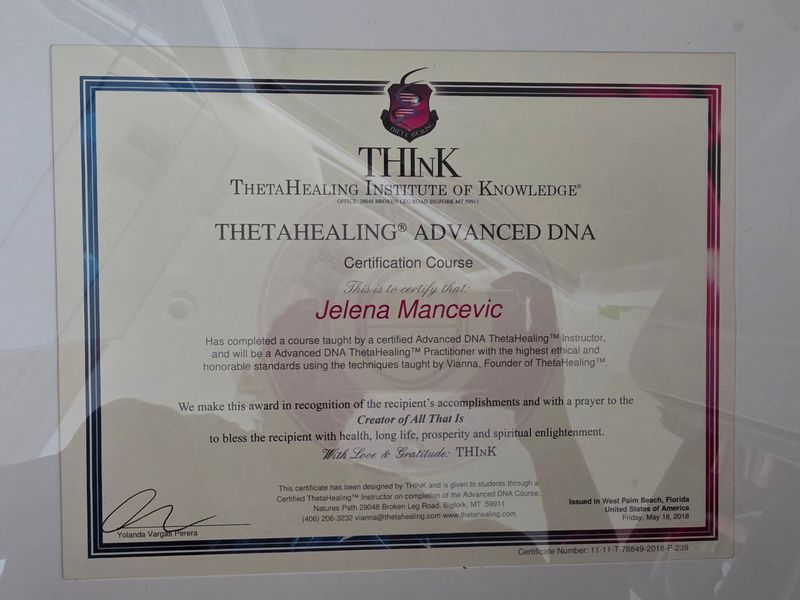 THETA HEALING
THInK
THETAHEALING INSTITUTE OF KNOWLEDGE®
OFFICE: 29048 BROKEN LEG ROAD BIGFORK MT 59911
THETAHEALING® ADVANCED DNA
Certification Course
This is to certify that:
Jelena Mancevic
Has completed a course taught by a certified Advanced DNA ThetaHealing™ Instructor,
and will be a Advanced DNA ThetaHealing™ Practitioner with the highest ethical and
honorable standards using the techniques taught by Vianna, Founder of ThetaHealing™.
We make this award in recognition of the recipient's accomplishments and with a prayer to the
Creator of All That Is
to bless the recipient with health, long life, prosperity and spiritual enlightenment.
With Love & Gratitude: THInK
This certificate has been designed by THINK and is given to students through a
Certified ThetaHealing™ Instructor on completion of the Advanced DNA Course.
Natures Path 29048 Broken Leg Road, Bigfork, MT 59911
(406) 206-3232 vianna@thetahealing.com www.thetahealing.com
Issued in West Palm Beach, Florida
United States of America
Friday, May 18, 2018
Yolanda Vargas Perera
Certificate Number: 11-11-T-78849-2018-P-239